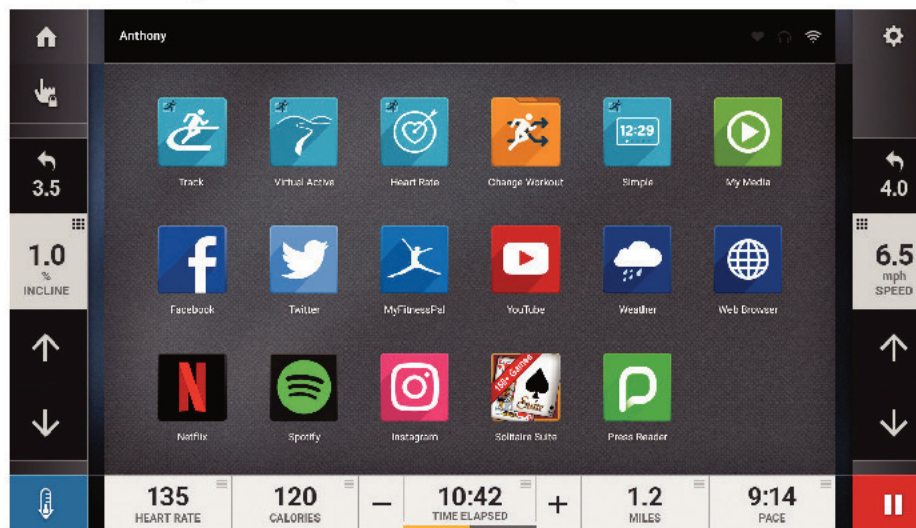 Anthony
3.5
1.0
%
INCLINE
12:29
Track
Virtual Active
Heart Rate
Change Workout
Simple
My Media
Facebook
Twitter
MyFitnessPal
YouTube
Weather
Web Browser
N
150+ Games
Netflix
Spotify
Instagram
Solitaire Suite
Press Reader
4.0
6.5
mph
SPEED
135
HEART RATE
120
CALORIES
10:42
TIME ELAPSED
1.2
MILES
9:14
PACE